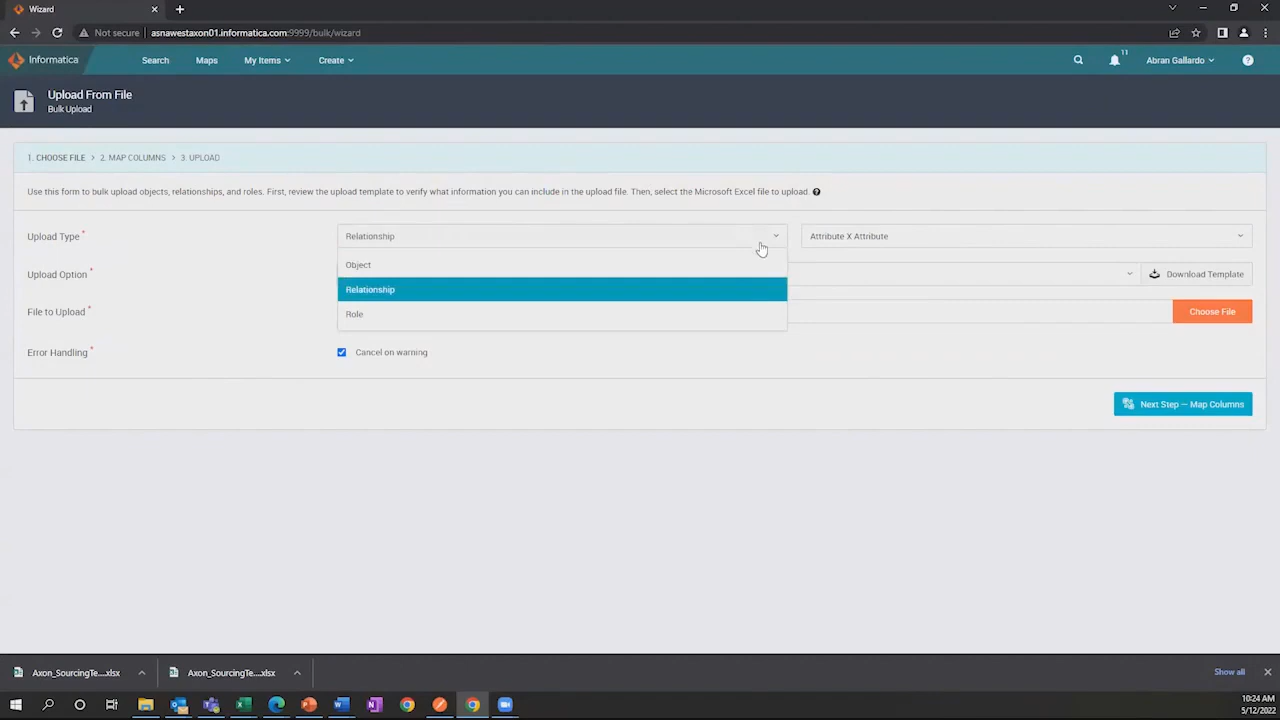 Wizard
Not secure
asnawestaxon01.informatica.com:9999/bulk/wizard
Informatica
Search
Maps
My Items
Create
11
Abran Gallardo
Upload From File
Bulk Upload
1. CHOOSE FILE > 2. MAP COLUMNS > 3. UPLOAD
Use this form to bulk upload objects, relationships, and roles. First, review the upload template to verify what information you can include in the upload file. Then, select the Microsoft Excel file to upload.
Upload Type *
Relationship
Attribute X Attribute
Object
Relationship
Role
Upload Option *
Download Template
File to Upload *
Choose File
Error Handling *
Cancel on warning
Next Step — Map Columns
Axon_SourcingTe....xlsx
Axon_SourcingTe....xlsx
Show all
10:24 AM
5/12/2022